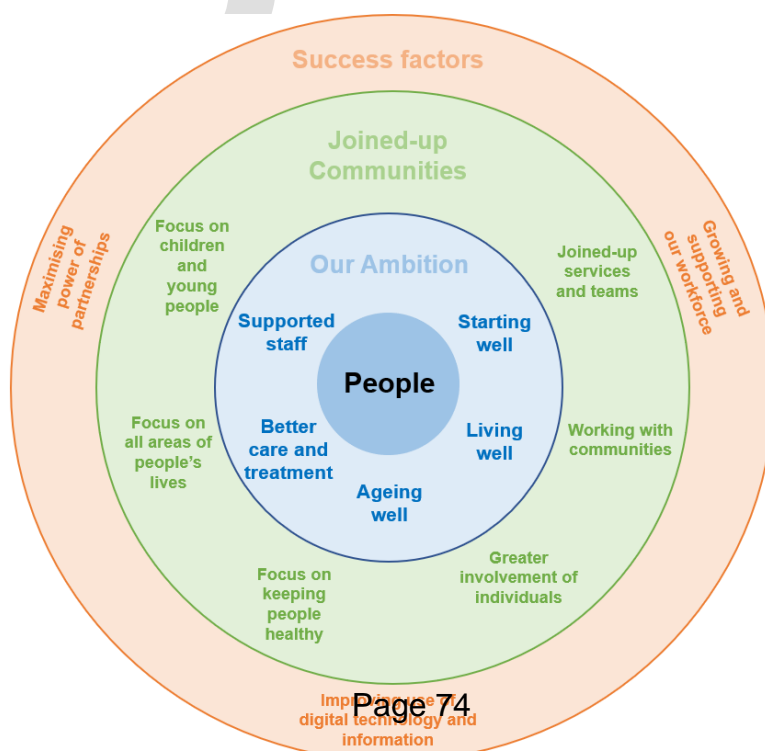 Success factors
Joined-up
Communities
Our Ambition
People
Supported
staff
Starting
well
Living
well
Ageing
well
Better
care and
treatment
Focus on
children
and
young
people
Joined-up
services
and teams
Working with
communities
Greater
involvement of
individuals
Focus on
keeping
people
healthy
Focus on
all areas of
people's
lives
Maximising
power of
partnerships
Growing and
supporting
our workforce
Improving use of
digital technology and
information
Page 74